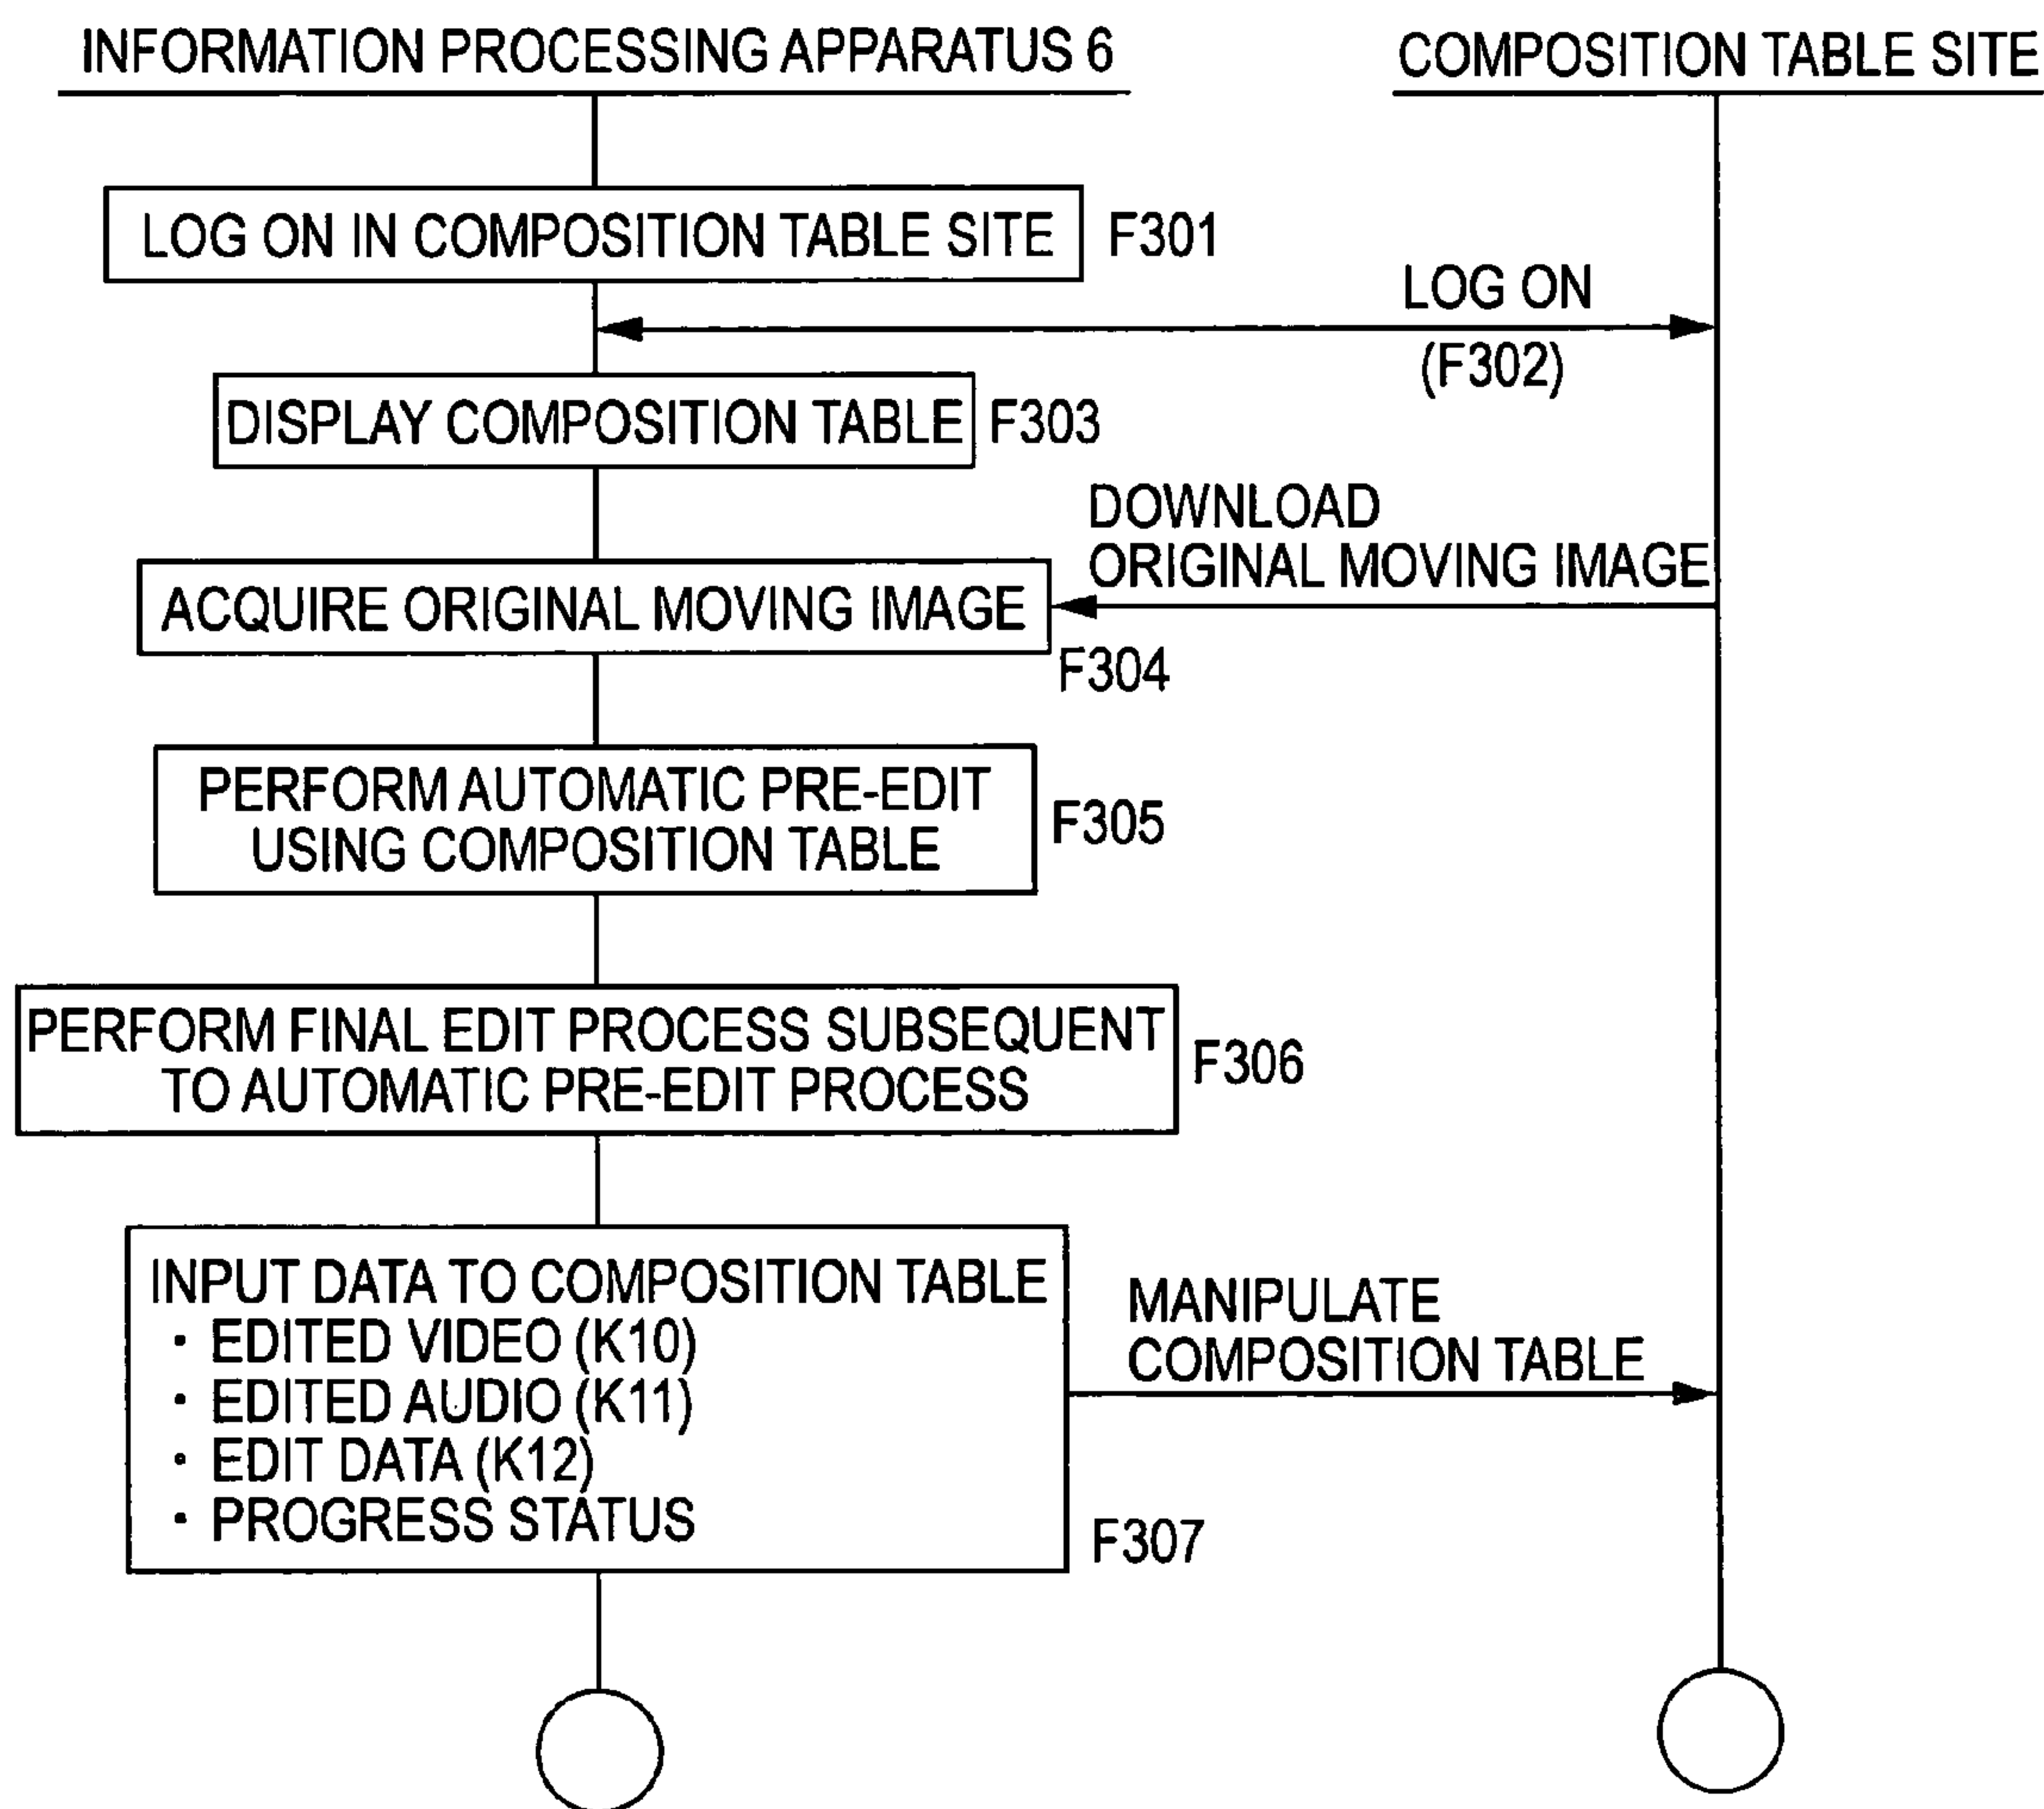 INFORMATION PROCESSING APPARATUS 6
COMPOSITION TABLE SITE
LOG ON IN COMPOSITION TABLE SITE
F301
LOG ON
(F302)
DISPLAY COMPOSITION TABLE
F303
DOWNLOAD
ORIGINAL MOVING IMAGE
ACQUIRE ORIGINAL MOVING IMAGE
F304
PERFORM AUTOMATIC PRE-EDIT
USING COMPOSITION TABLE
F305
PERFORM FINAL EDIT PROCESS SUBSEQUENT
TO AUTOMATIC PRE-EDIT PROCESS
F306
INPUT DATA TO COMPOSITION TABLE
・ EDITED VIDEO (K10)
・ EDITED AUDIO (K11)
・ EDIT DATA (K12)
・ PROGRESS STATUS
F307
MANIPULATE
COMPOSITION TABLE